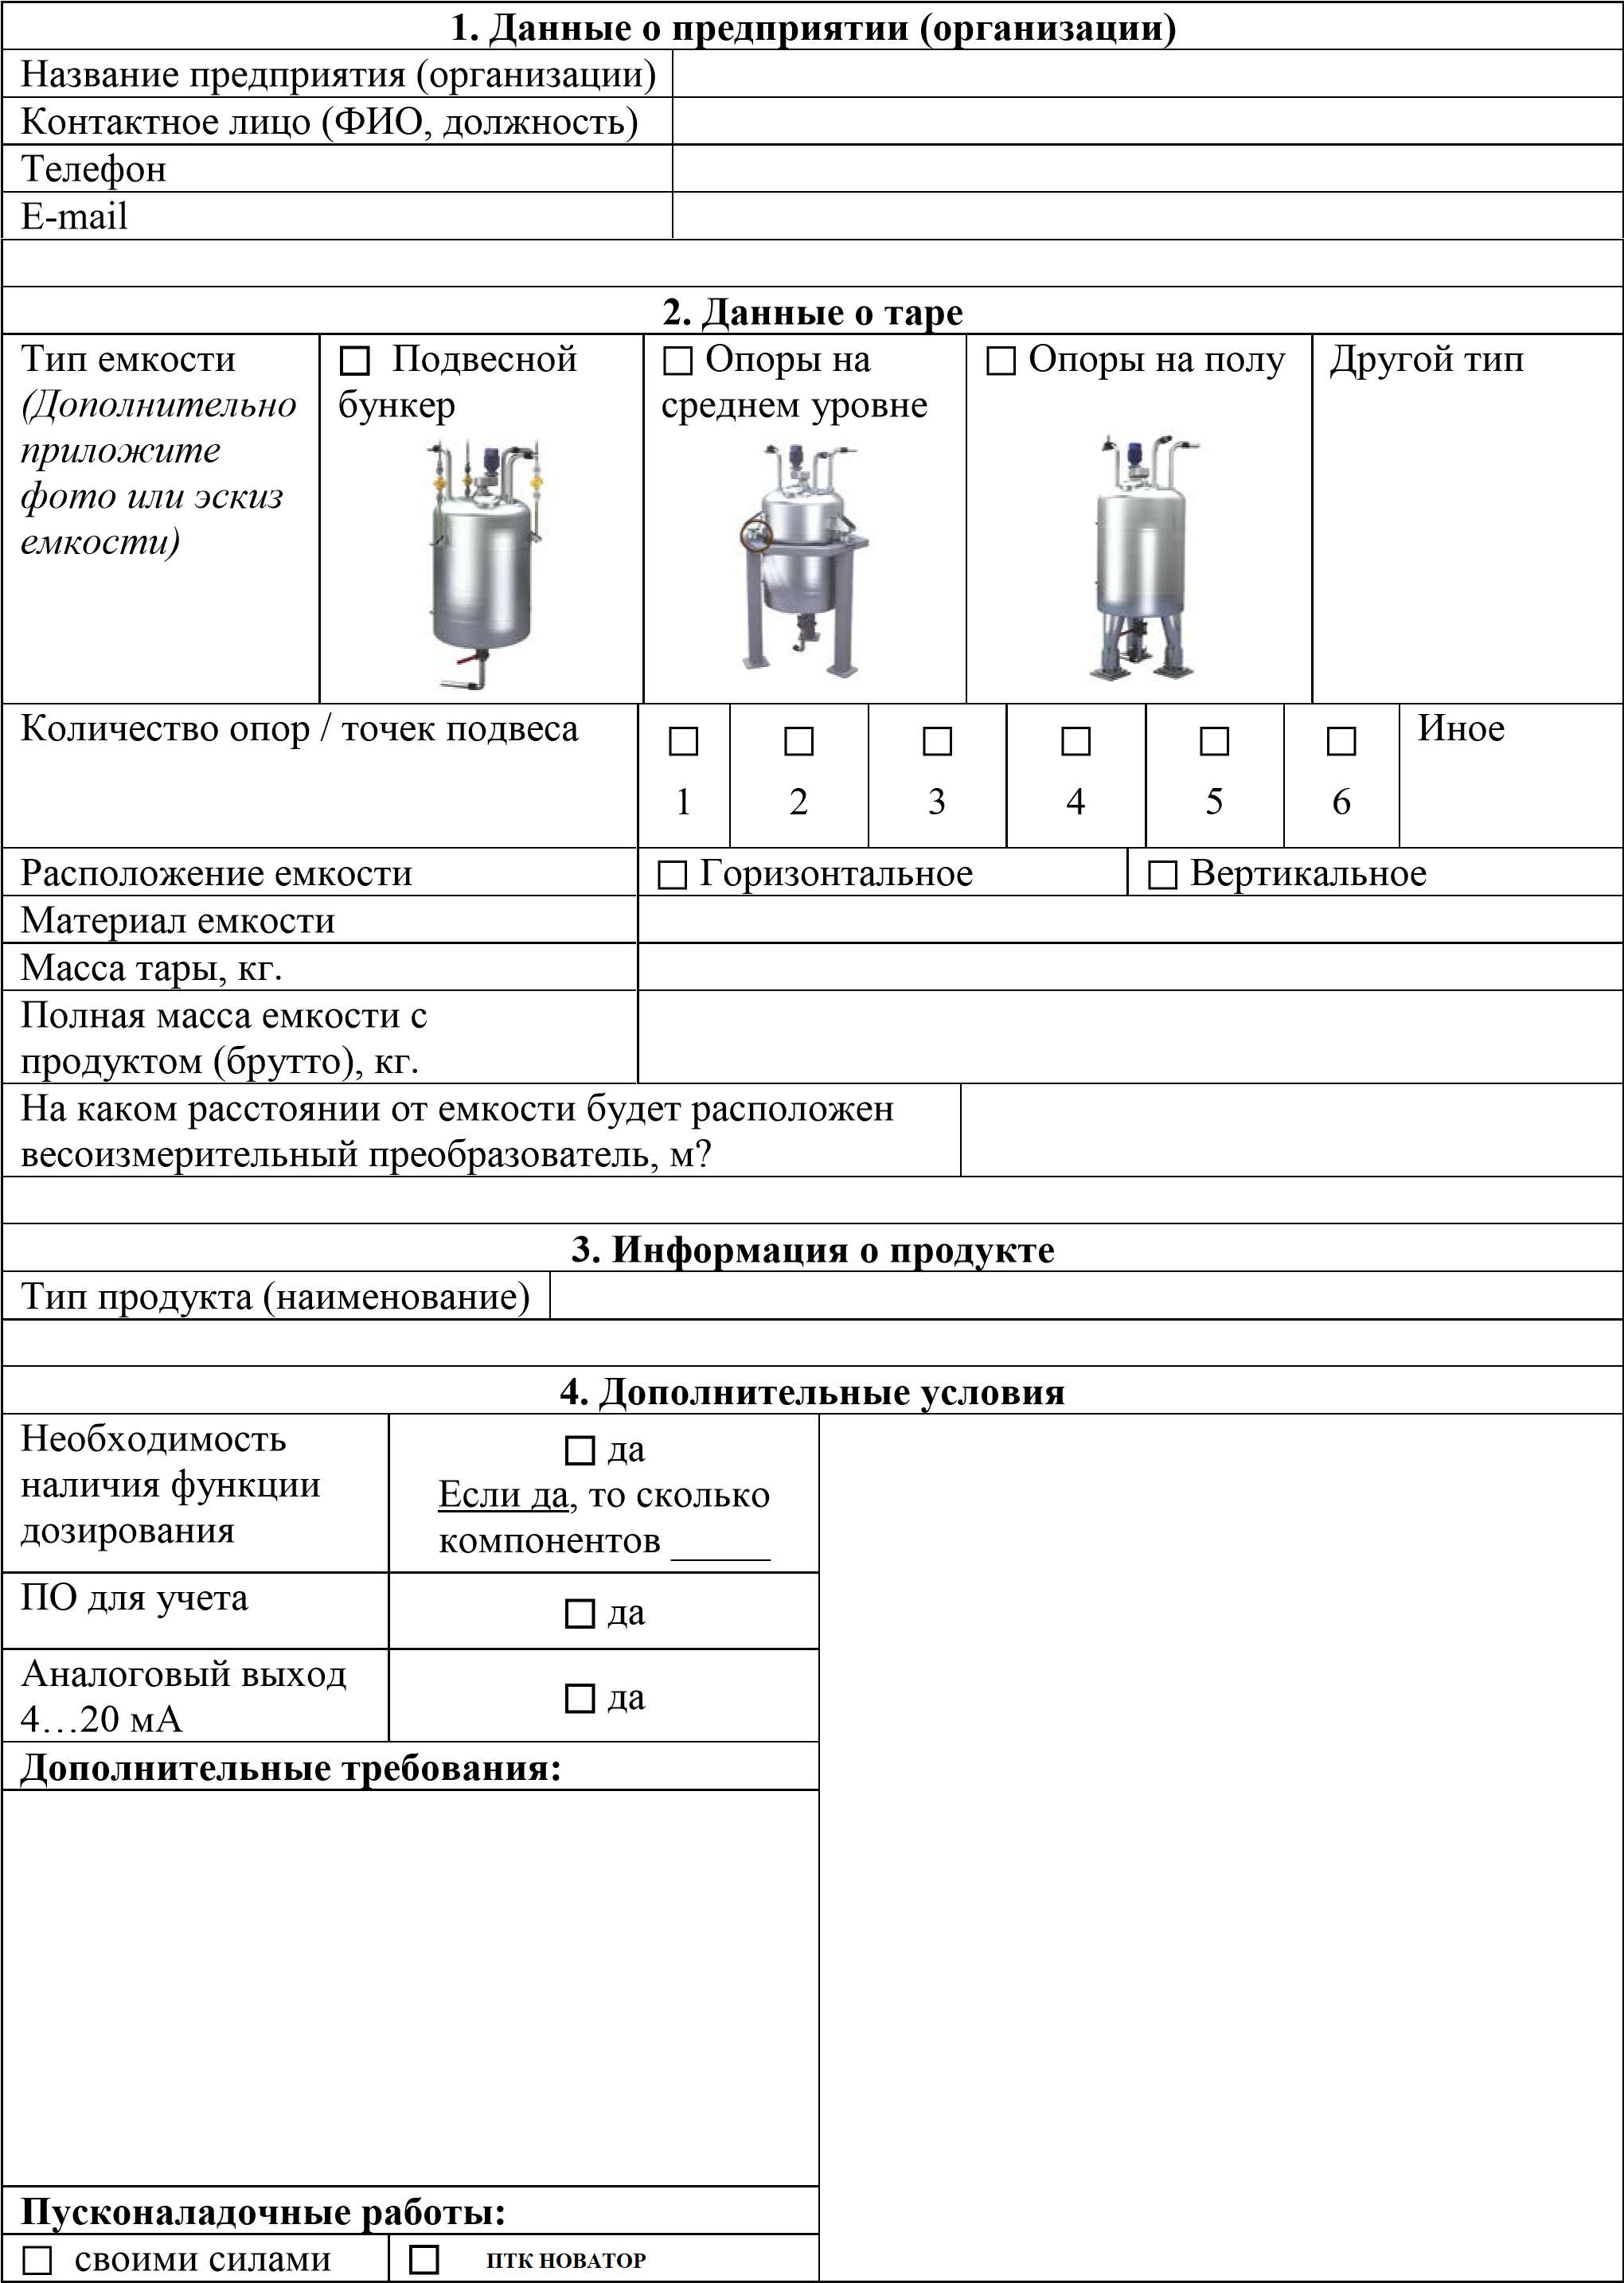 1. Данные о предприятии (организации)
Название предприятия (организации)
Контактное лицо (ФИО, должность)
Телефон
E-mail
2. Данные о таре
Тип емкости
(Дополнительно
приложите
фото или эскиз
емкости)
☐ Подвесной
бункер
☐ Опоры на
среднем уровне
☐ Опоры на полу
Другой тип
Количество опор / точек подвеса
☐ ☐ ☐ ☐ ☐ ☐ Иное
1 2 3 4 5 6
Расположение емкости ☐ Горизонтальное ☐ Вертикальное
Материал емкости
Масса тары, кг.
Полная масса емкости с
продуктом (брутто), кг.
На каком расстоянии от емкости будет расположен
весоизмерительный преобразователь, м?
3. Информация о продукте
Тип продукта (наименование)
4. Дополнительные условия
Необходимость
наличия функции
дозирования
☐ да
Если да, то сколько
компонентов _____
ПО для учета
☐ да
Аналоговый выход
4…20 мА
☐ да
Дополнительные требования:
Пусконаладочные работы:
☐ своими силами ☐ ПТК НОВАТОР